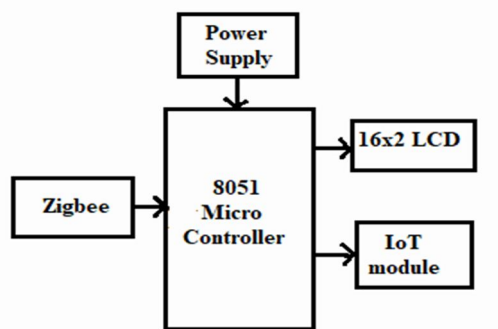 Power
Supply
16x2 LCD
8051
Micro
Controller
Zigbee
IoT
module